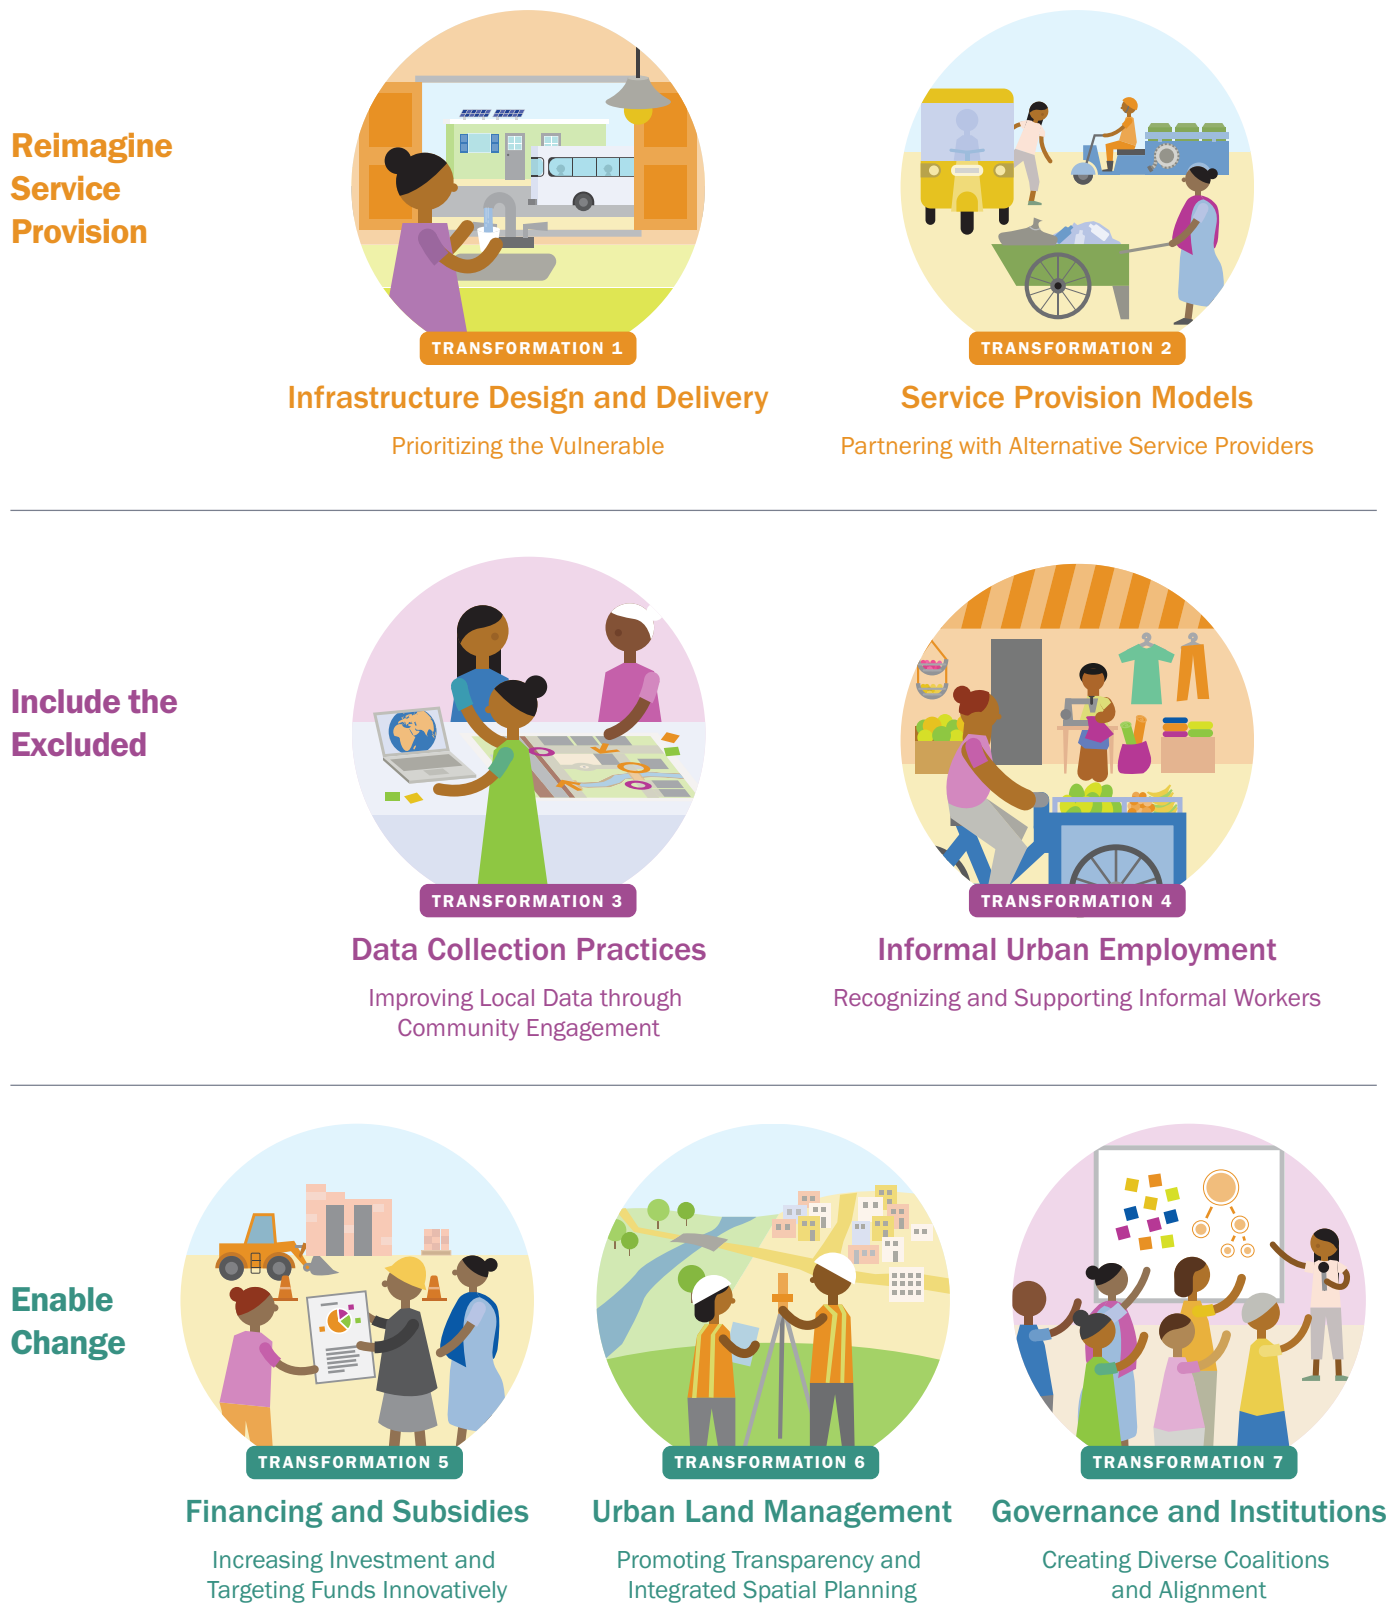 Reimagine
Service
Provision
TRANSFORMATION 1
Infrastructure Design and Delivery
Prioritizing the Vulnerable
TRANSFORMATION 2
Service Provision Models
Partnering with Alternative Service Providers
Include the
Excluded
TRANSFORMATION 3
Data Collection Practices
Improving Local Data through
Community Engagement
TRANSFORMATION 4
Informal Urban Employment
Recognizing and Supporting Informal Workers
Enable
Change
TRANSFORMATION 5
Financing and Subsidies
Increasing Investment and
Targeting Funds Innovatively
TRANSFORMATION 6
Urban Land Management
Promoting Transparency and
Integrated Spatial Planning
TRANSFORMATION 7
Governance and Institutions
Creating Diverse Coalitions
and Alignment